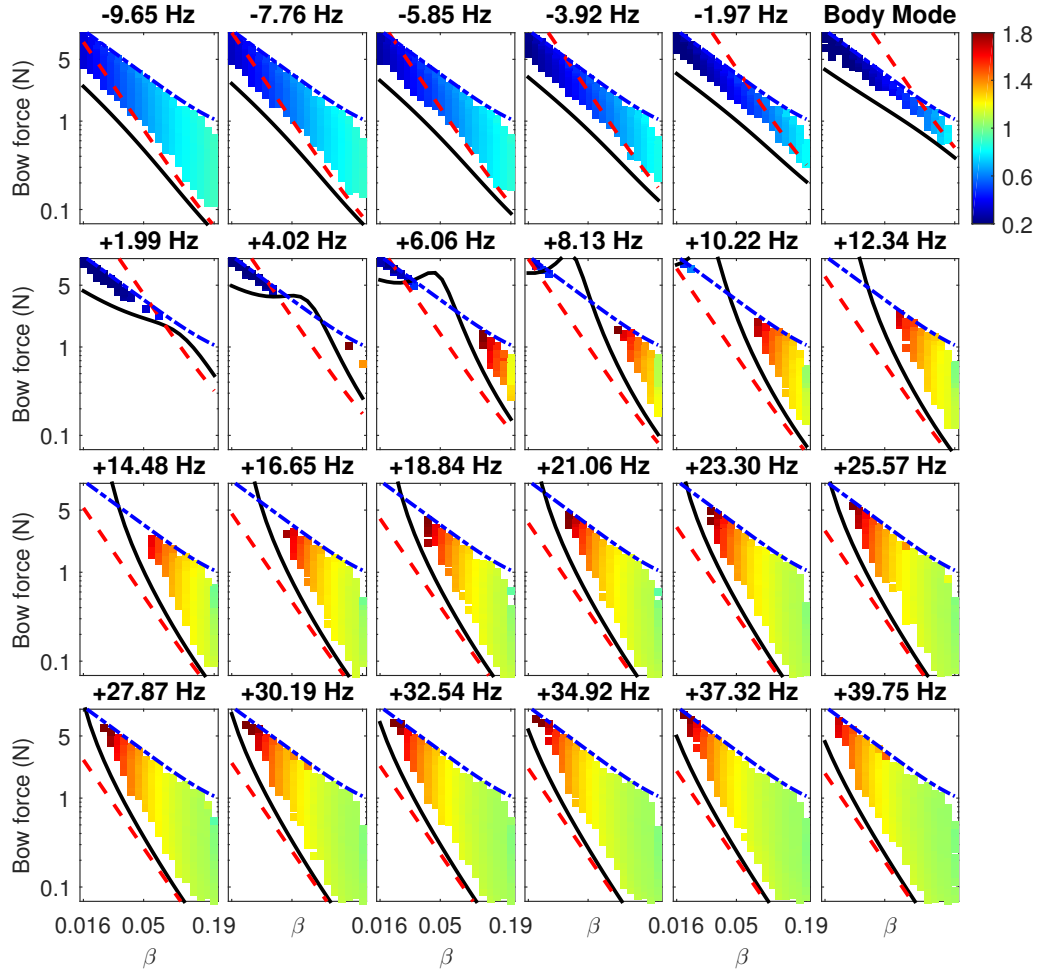 -9.65 Hz -7.76 Hz -5.85 Hz -3.92 Hz -1.97 Hz Body Mode
Bow force (N) 5 1 0.1
1.8 1.4 1 0.6 0.2
+1.99 Hz +4.02 Hz +6.06 Hz +8.13 Hz +10.22 Hz +12.34 Hz
Bow force (N) 5 1 0.1
+14.48 Hz +16.65 Hz +18.84 Hz +21.06 Hz +23.30 Hz +25.57 Hz
Bow force (N) 5 1 0.1
+27.87 Hz +30.19 Hz +32.54 Hz +34.92 Hz +37.32 Hz +39.75 Hz
Bow force (N) 5 1 0.1
0.016 0.05 0.19 β 0.016 0.05 0.19 β 0.016 0.05 0.19 β
β β β